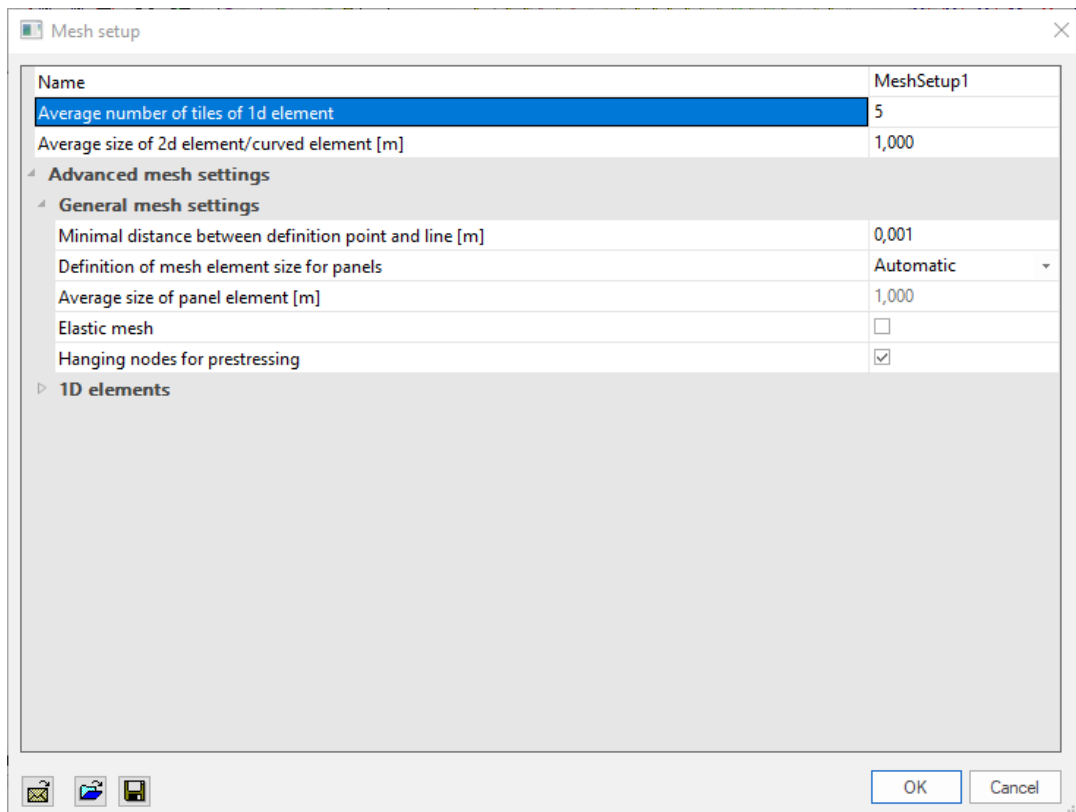 Mesh setup
Name MeshSetup1
Average number of tiles of 1d element 5
Average size of 2d element/curved element [m] 1,000
Advanced mesh settings
General mesh settings
Minimal distance between definition point and line [m] 0,001
Definition of mesh element size for panels Automatic
Average size of panel element [m] 1,000
Elastic mesh
Hanging nodes for prestressing
1D elements
OK Cancel